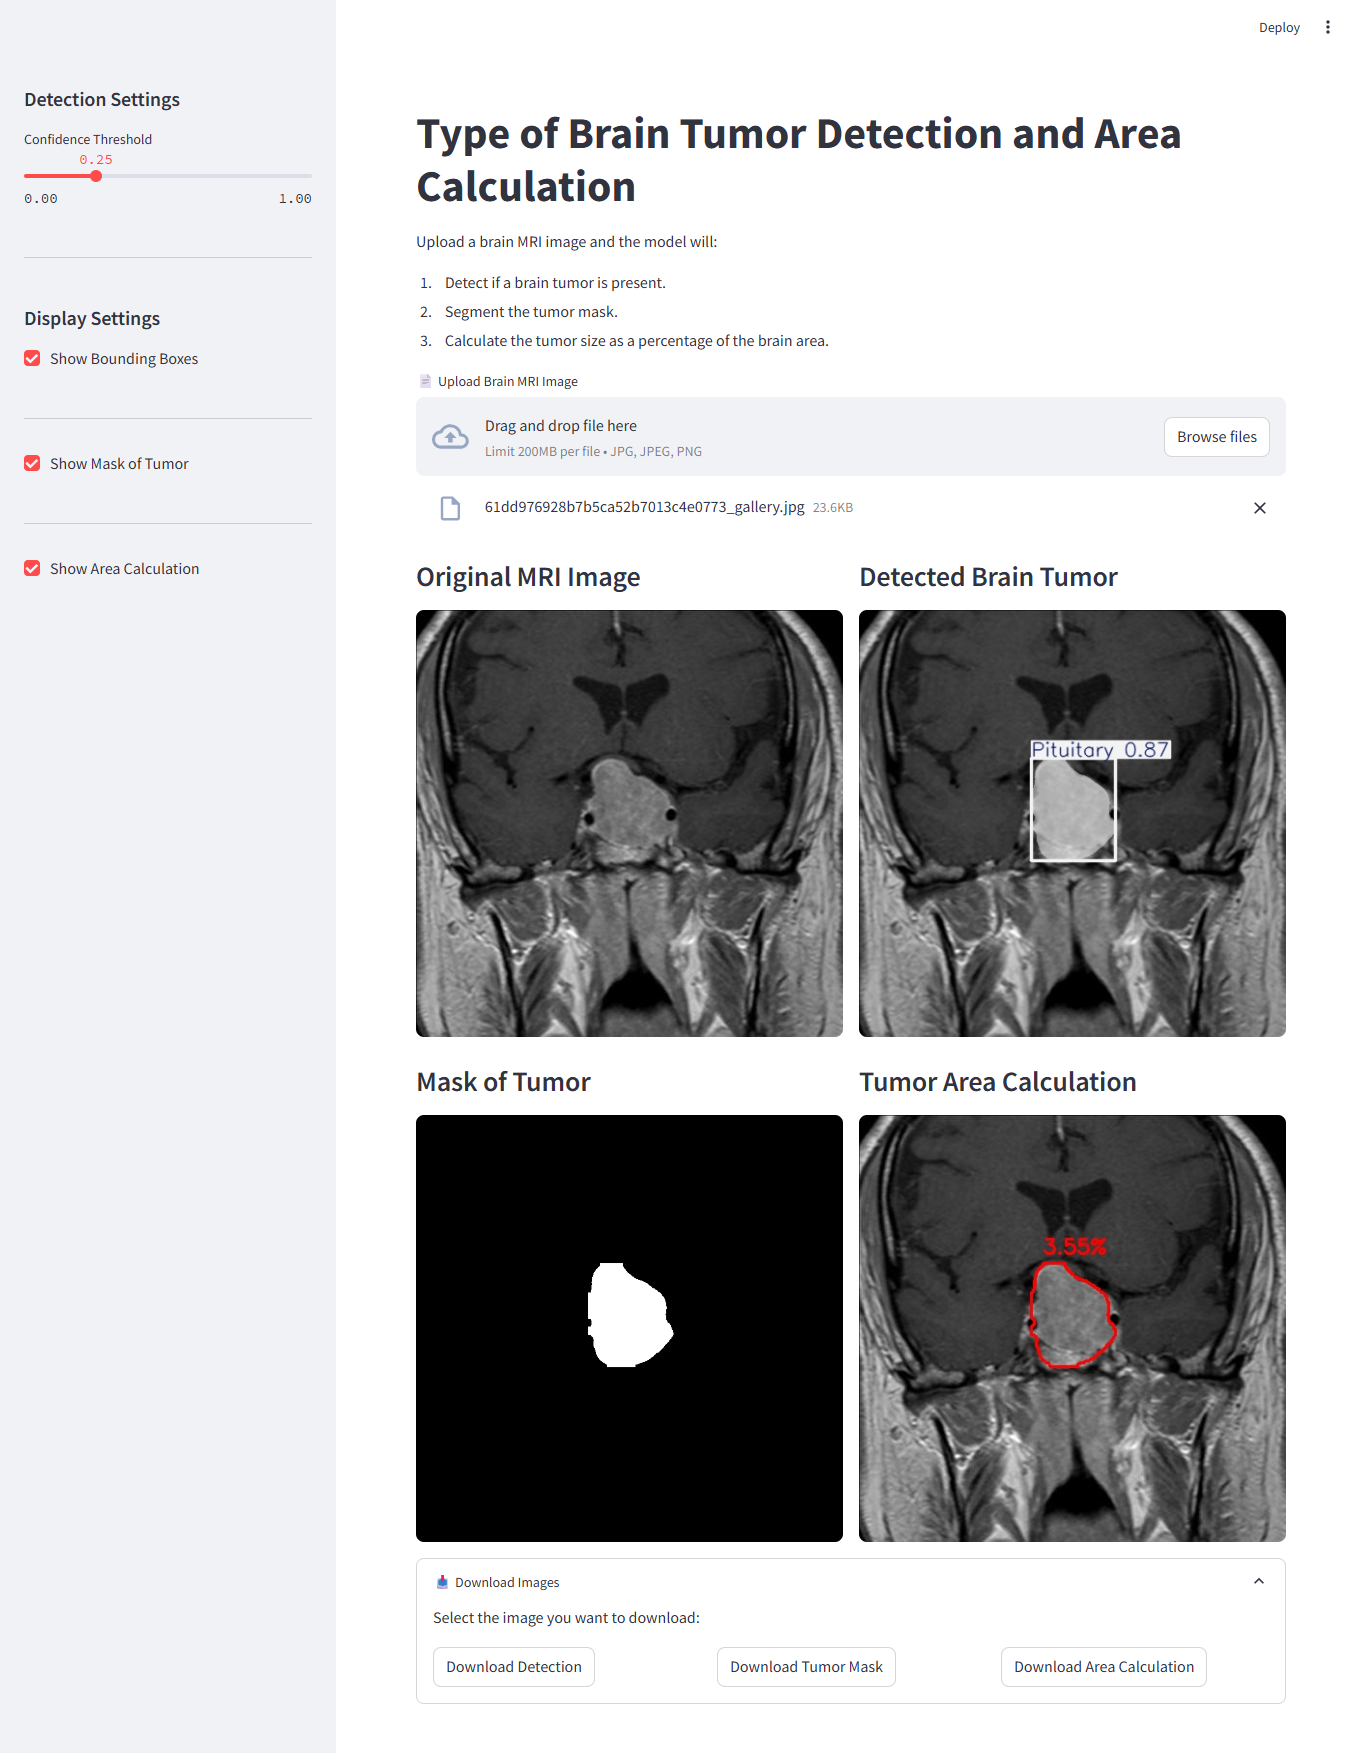 Deploy
Detection Settings
Confidence Threshold
0.25
0.00 1.00
Display Settings
Show Bounding Boxes
Show Mask of Tumor
Show Area Calculation
Type of Brain Tumor Detection and Area
Calculation
Upload a brain MRI image and the model will:
1. Detect if a brain tumor is present.
2. Segment the tumor mask.
3. Calculate the tumor size as a percentage of the brain area.
Upload Brain MRI Image
Drag and drop file here
Limit 200MB per file • JPG, JPEG, PNG
Browse files
61dd976928b7b5ca52b7013c4e0773_gallery.jpg 23.6KB
Original MRI Image
Detected Brain Tumor
Pituitary 0.87
Mask of Tumor
Tumor Area Calculation
3.55%
Download Images
Select the image you want to download:
Download Detection
Download Tumor Mask
Download Area Calculation